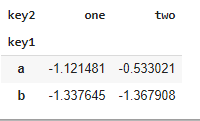 key2 one two
key1
a -1.121481 -0.533021
b -1.337645 -1.367908